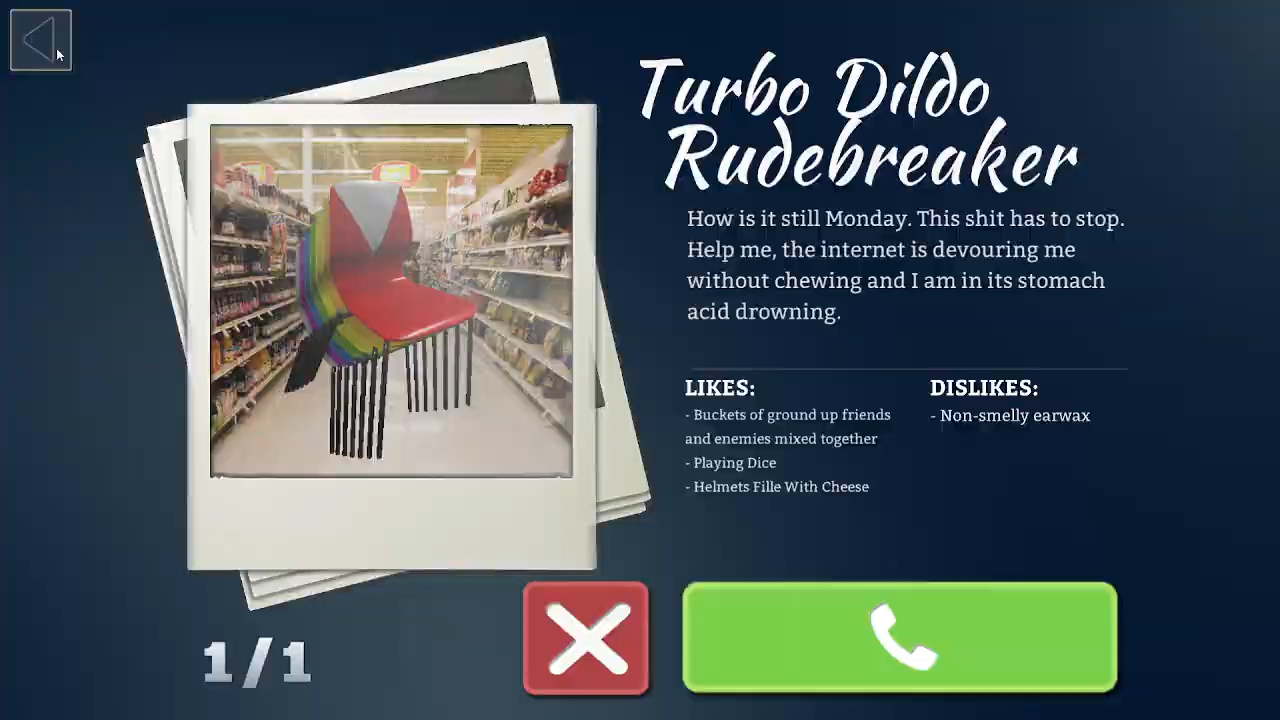 Turbo Dildo
Rudebreaker
How is it still Monday. This shit has to stop.
Help me, the internet is devouring me
without chewing and I am in its stomach
acid drowning.
LIKES:
- Buckets of ground up friends
and enemies mixed together
- Playing Dice
- Helmets Fille With Cheese
DISLIKES:
- Non-smelly earwax
1/1